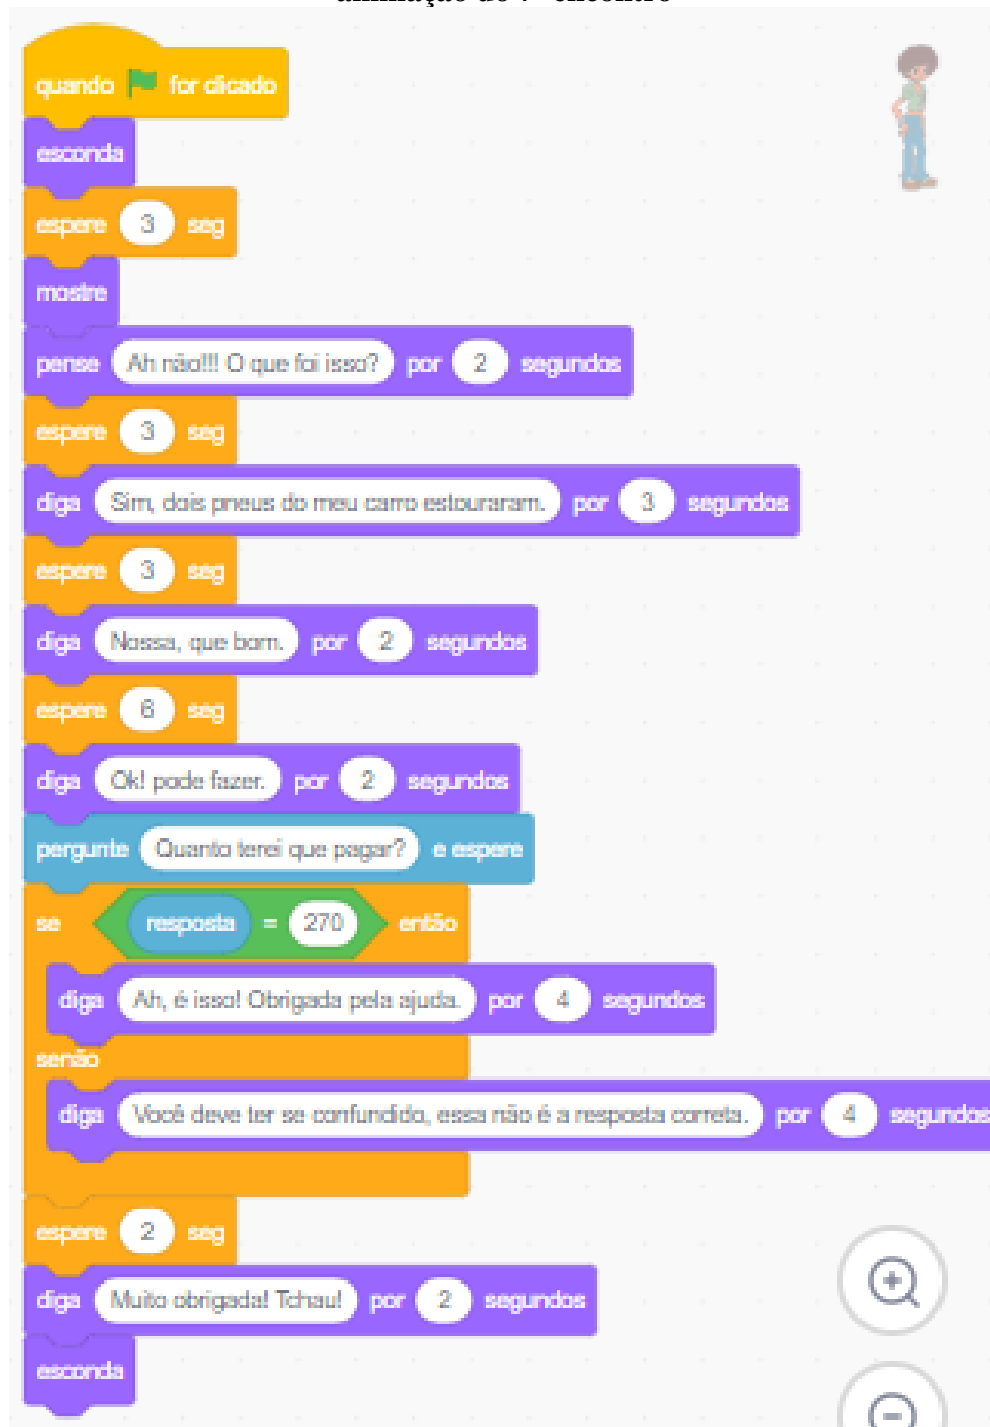 animação do 7º encontro
quando for clicado
esconda
espere 3 seg
mostre
pense Ah não!!! O que foi isso? por 2 segundos
espere 3 seg
diga Sim, dois pneus do meu carro estouraram. por 3 segundos
espere 3 seg
diga Nossa, que bom. por 2 segundos
espere 6 seg
diga Ok! pode fazer. por 2 segundos
pergunte Quanto terei que pagar? e espere
se resposta = 270 então
diga Ah, é isso! Obrigada pela ajuda. por 4 segundos
senão
diga Você deve ter se confundido, essa não é a resposta correta. por 4 segundos
espere 2 seg
diga Muito obrigada! Tchau! por 2 segundos
esconda